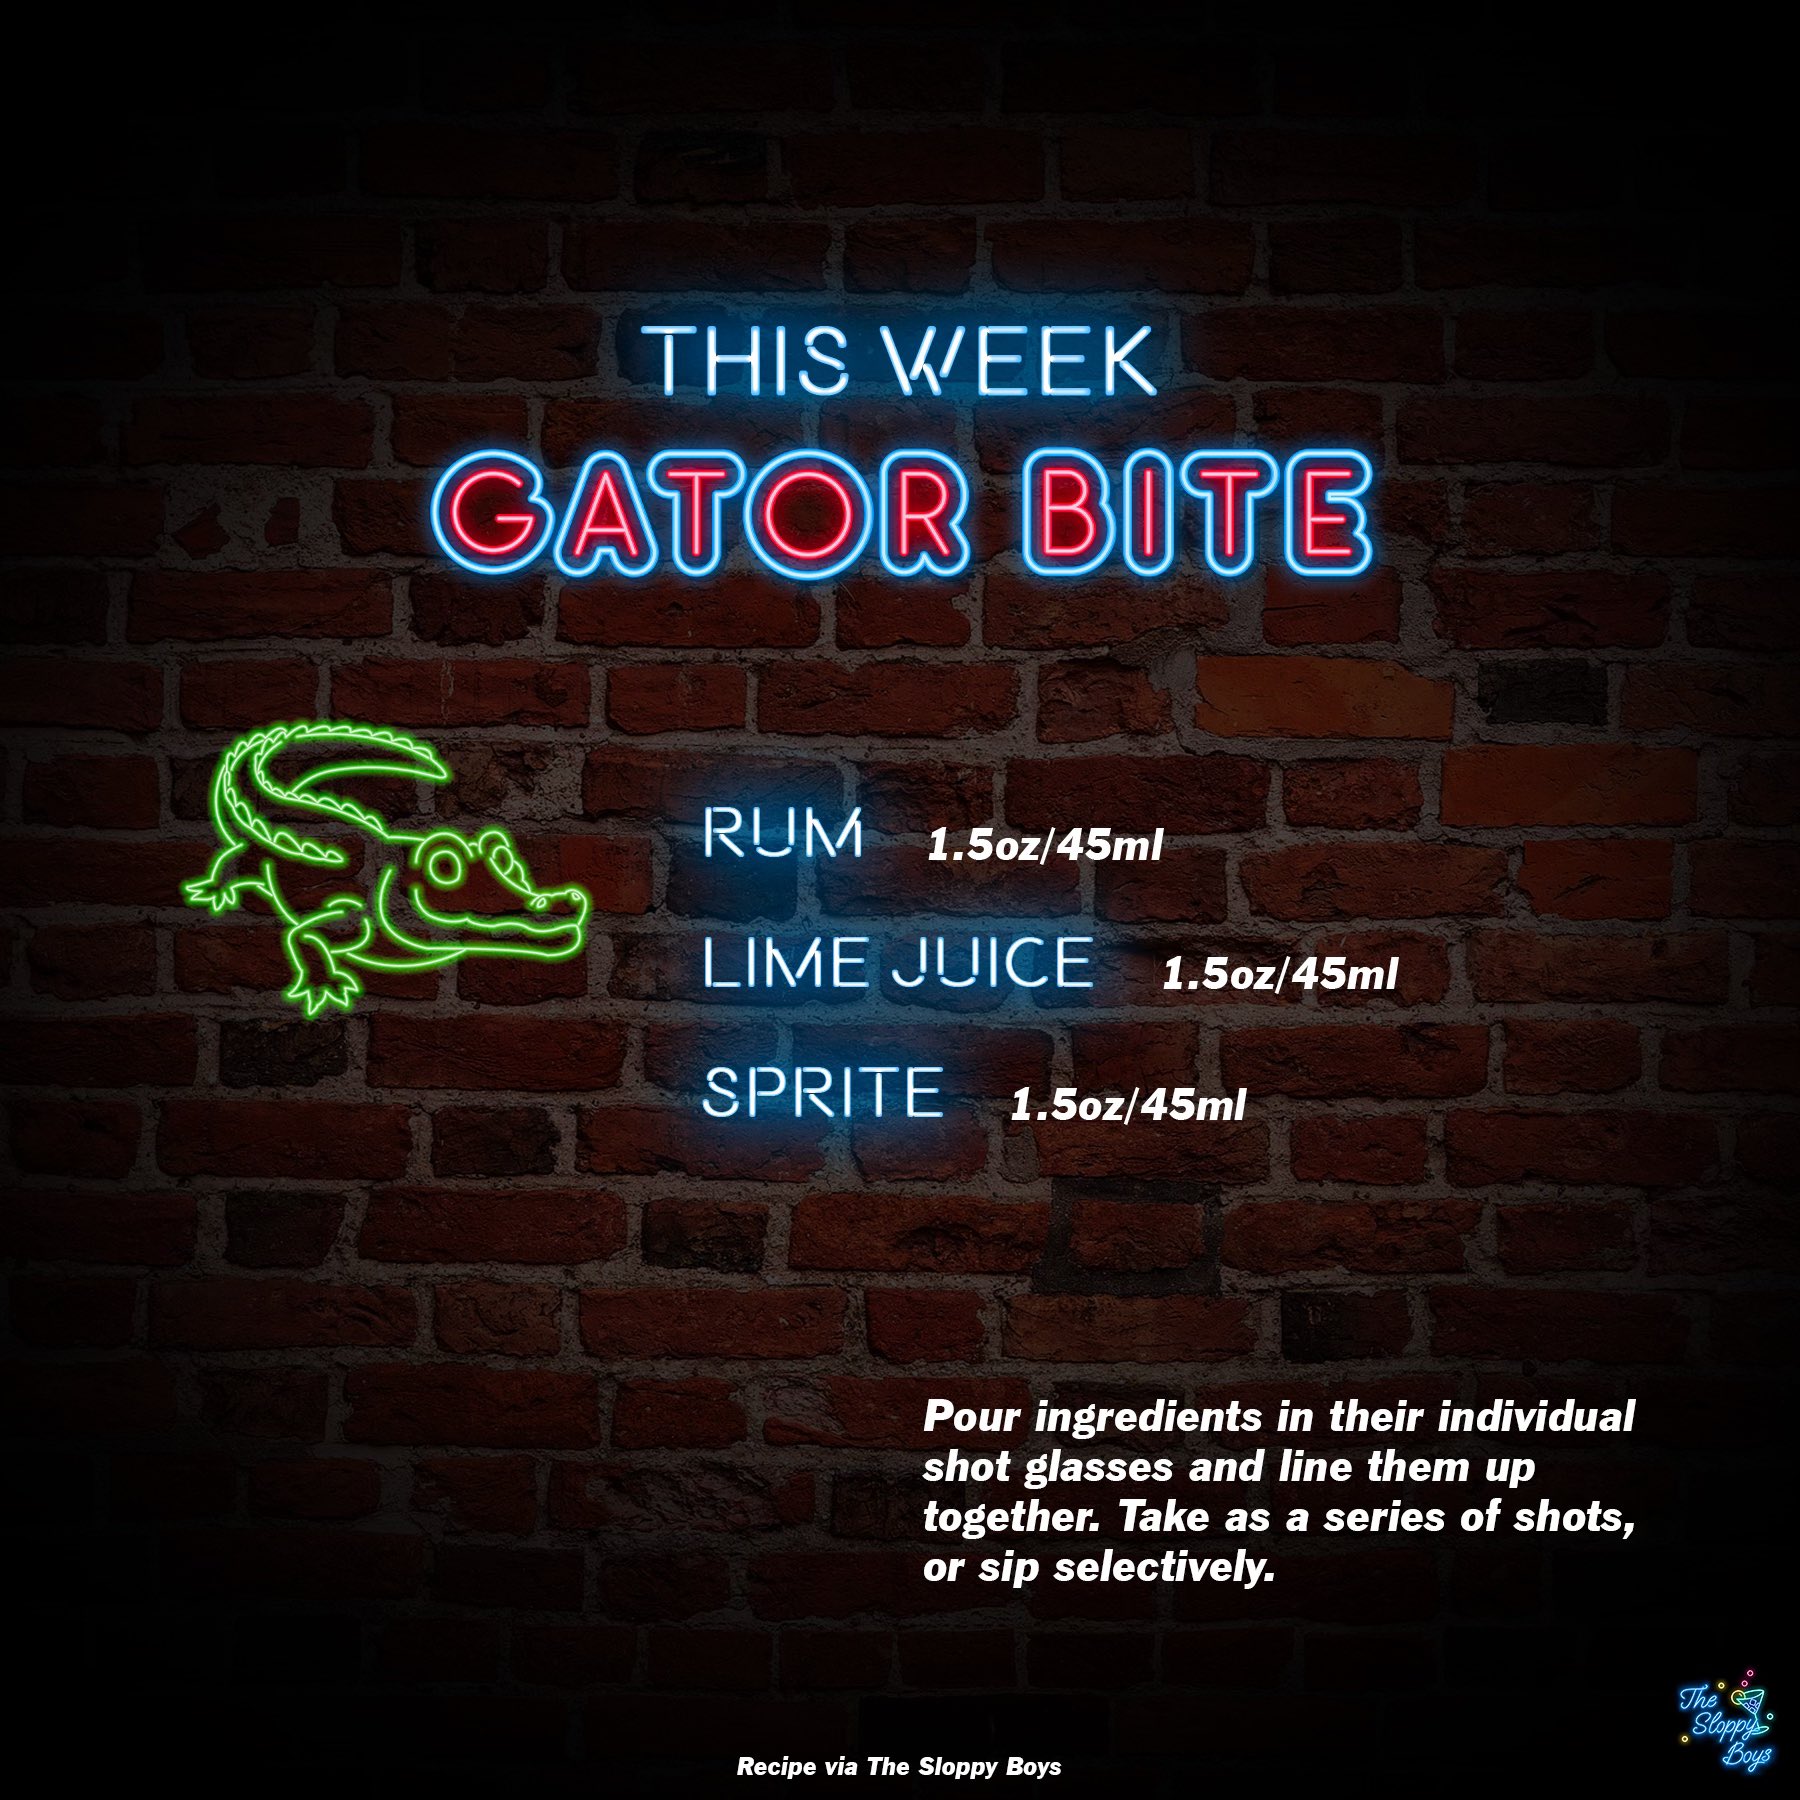 THIS WEEK
GATOR BITE
RUM 1.5oz/45ml
LIME JUICE 1.5oz/45ml
SPRITE 1.5oz/45ml
Pour ingredients in their individual
shot glasses and line them up
together. Take as a series of shots,
or sip selectively.
The
Sloppy
Boys
Recipe via The Sloppy Boys